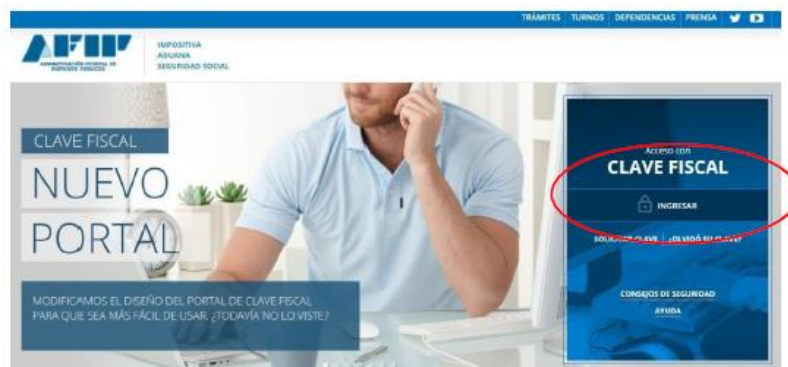 TRÁMITES TURNOS DEPENDENCIAS PRENSA
AFIP
ADMINISTRACIÓN FEDERAL DE
INGRESOS PÚBLICOS
IMPOSITIVA
ADUANA
SEGURIDAD SOCIAL
CLAVE FISCAL
NUEVO
PORTAL
MODIFICAMOS EL DISEÑO DEL PORTAL DE CLAVE FISCAL
PARA QUE SEA MÁS FÁCIL DE USAR. ¿TODAVÍA NO LO VISTE?
Acceso con
CLAVE FISCAL
INGRESAR
SOLICITAR CLAVE ¿OLVIDÓ SU CLAVE?
CONSEJOS DE SEGURIDAD
AYUDA